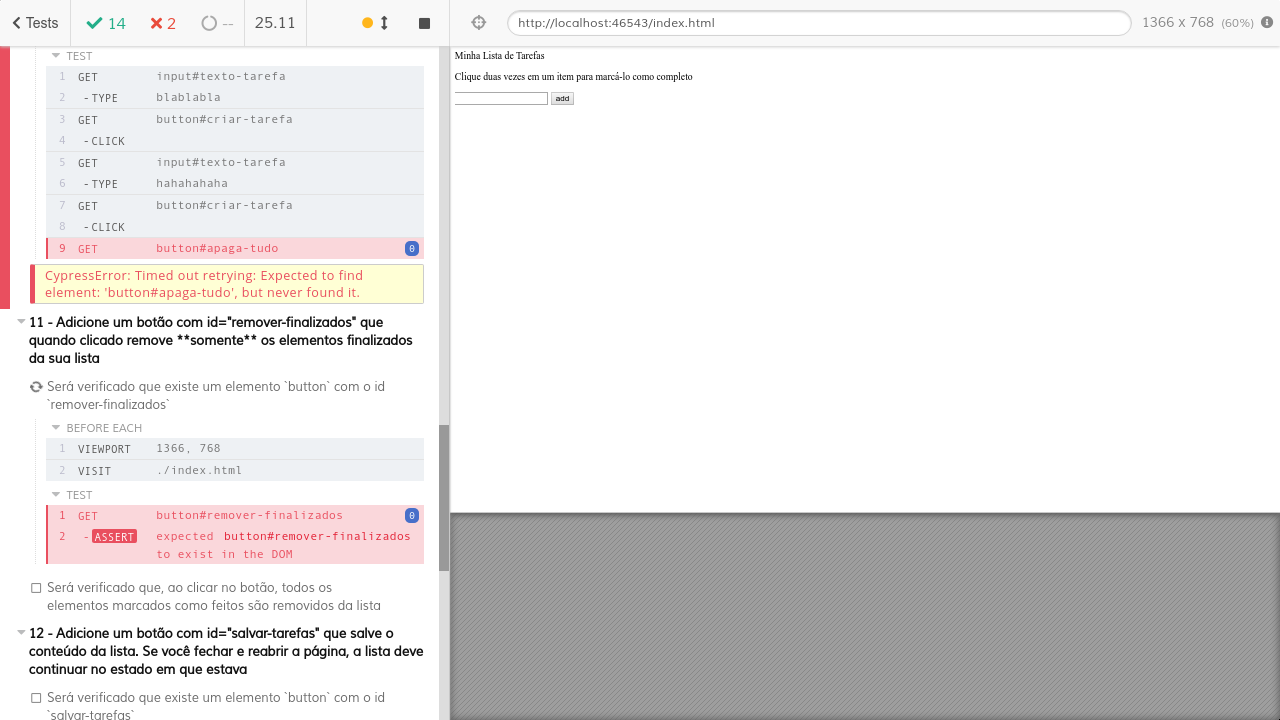 Tests
14
2
--
25.11
http://localhost:46543/index.html
1366 x 768 (60%)
TEST
1 GET input#texto-tarefa
2 -TYPE blablabla
3 GET button#criar-tarefa
4 -CLICK
5 GET input#texto-tarefa
6 -TYPE hahahahaha
7 GET button#criar-tarefa
8 -CLICK
9 GET button#apaga-tudo 0
CypressError: Timed out retrying: Expected to find
element: 'button#apaga-tudo', but never found it.
11 - Adicione um botão com id="remover-finalizados" que
quando clicado remove **somente** os elementos finalizados
da sua lista
Será verificado que existe um elemento `button` com o id
`remover-finalizados`
BEFORE EACH
1 VIEWPORT 1366, 768
2 VISIT ./index.html
TEST
1 GET button#remover-finalizados 0
2 -ASSERT expected button#remover-finalizados
to exist in the DOM
Será verificado que, ao clicar no botão, todos os
elementos marcados como feitos são removidos da lista
12 - Adicione um botão com id="salvar-tarefas" que salve o
conteúdo da lista. Se você fechar e reabrir a página, a lista deve
continuar no estado em que estava
Será verificado que existe um elemento `button` com o id
`salvar-tarefas`
Minha Lista de Tarefas
Clique duas vezes em um item para marcá-lo como completo
add